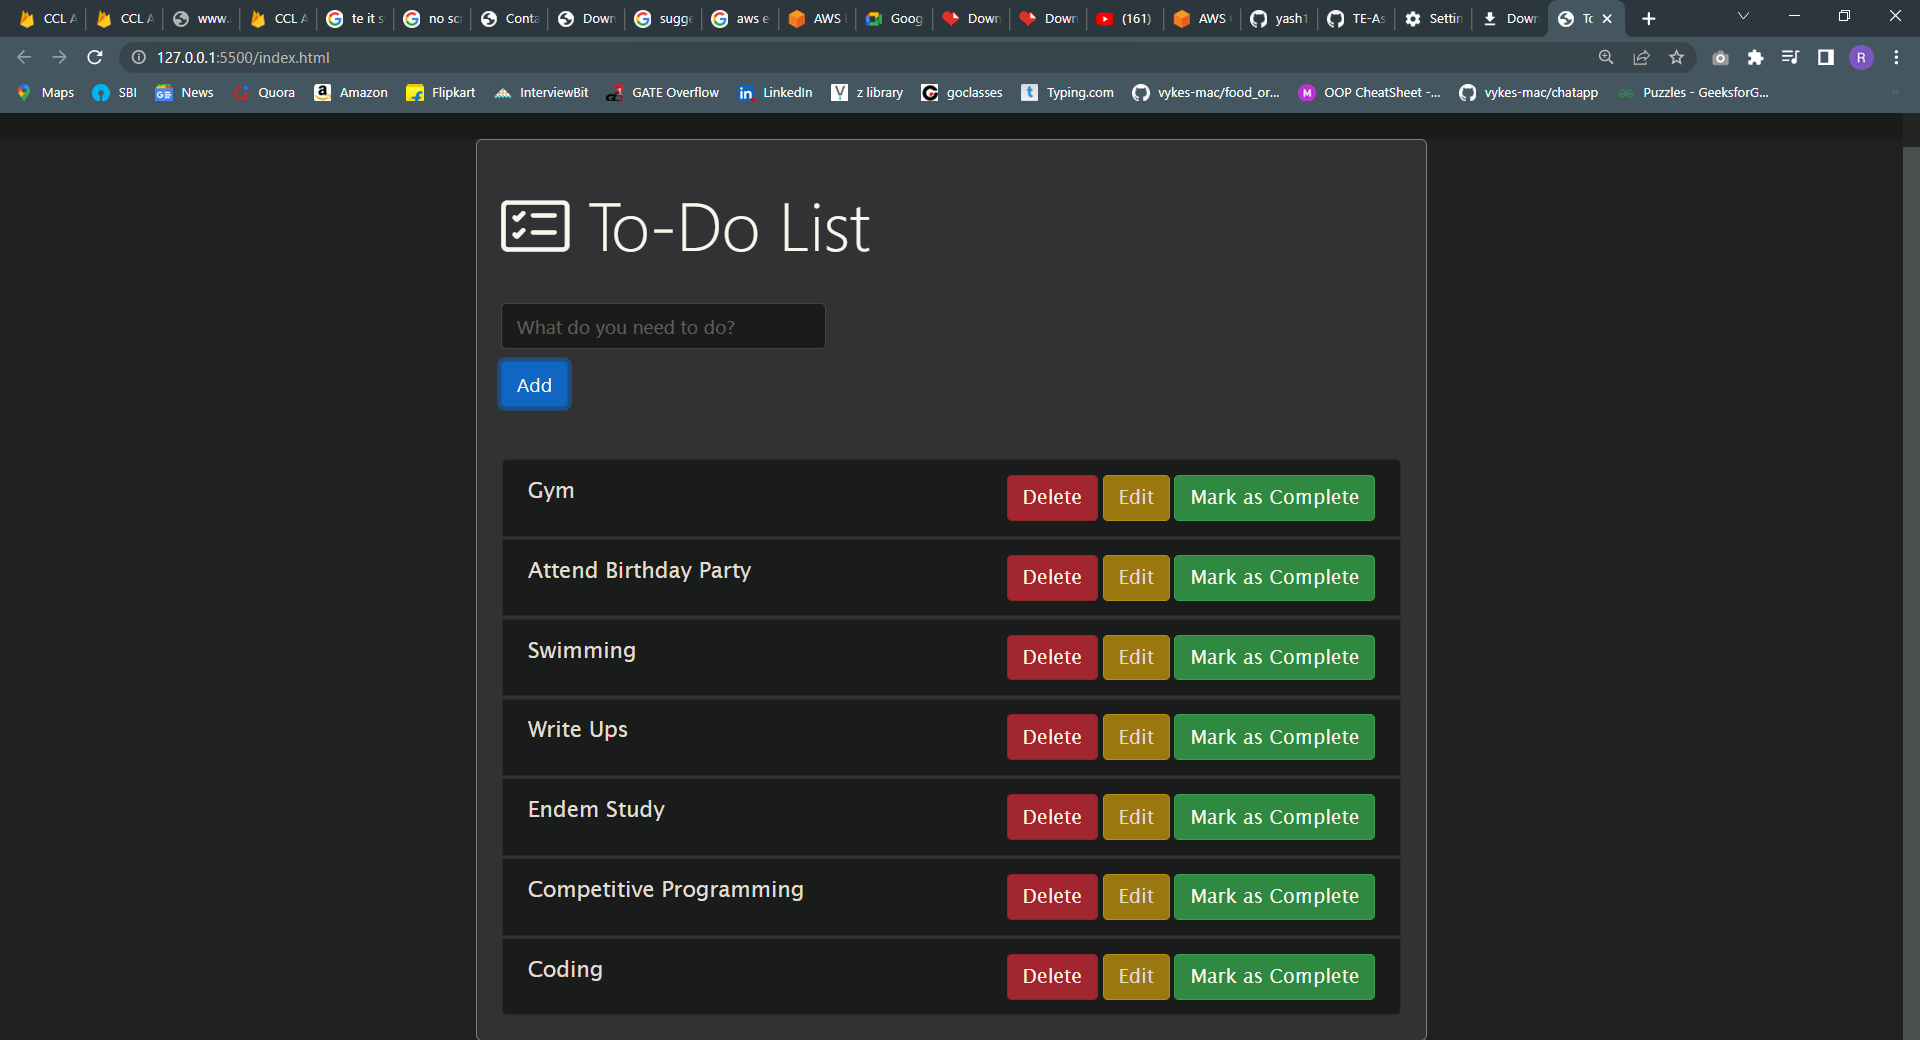 CCL A CCL A www. CCL A te it s no sc Conta Down sugge aws e AWS Goog Down Down (161) AWS yash1 TE-As Settin Down To
127.0.0.1:5500/index.html R
Maps SBI News Quora Amazon Flipkart InterviewBit GATE Overflow LinkedIn z library goclasses Typing.com vykes-mac/food_or... OOP CheatSheet -... vykes-mac/chatapp Puzzles - GeeksforG...
To-Do List
What do you need to do?
Add
Gym Delete Edit Mark as Complete
Attend Birthday Party Delete Edit Mark as Complete
Swimming Delete Edit Mark as Complete
Write Ups Delete Edit Mark as Complete
Endem Study Delete Edit Mark as Complete
Competitive Programming Delete Edit Mark as Complete
Coding Delete Edit Mark as Complete